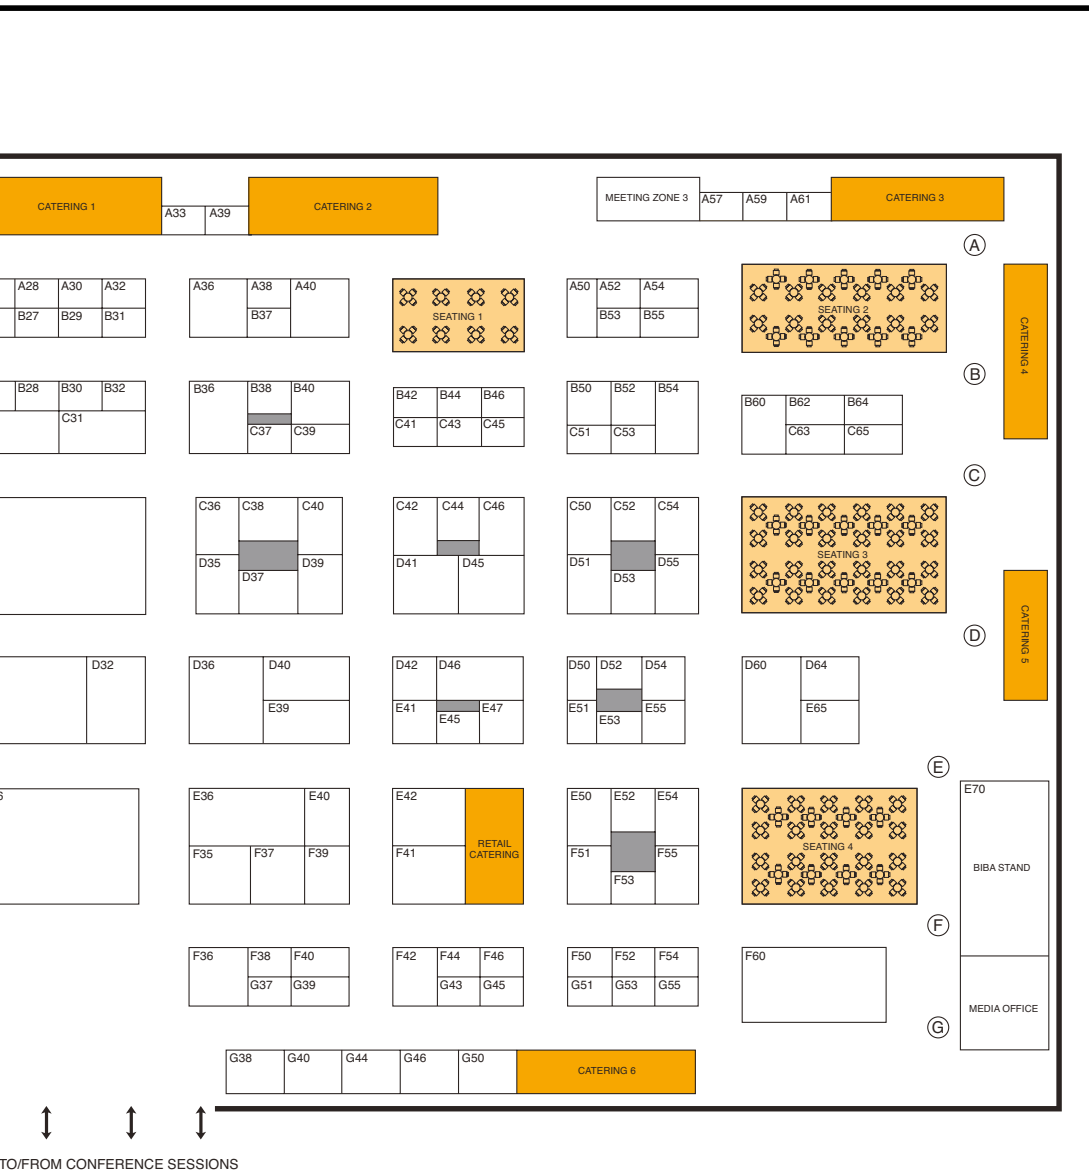 CATERING 1
A33
A39
CATERING 2
MEETING ZONE 3
A57
A59
A61
CATERING 3
A
A28
A30
A32
A36
A38
A40
SEATING 1
A50
A52
A54
SEATING 2
CATERING 4
B27
B29
B31
B37
B53
B55
B
B28
B30
B32
B36
B38
B40
B42
B44
B46
B50
B52
B54
B60
B62
B64
C31
C37
C39
C41
C43
C45
C51
C53
C63
C65
C
C36
C38
C40
C42
C44
C46
C50
C52
C54
SEATING 3
D35
D37
D39
D41
D45
D51
D53
D55
CATERING 5
D
D32
D36
D40
D42
D46
D50
D52
D54
D60
D64
E39
E41
E45
E47
E51
E53
E55
E65
E
E36
E40
E42
RETAIL
CATERING
E50
E52
E54
SEATING 4
E70
BIBA STAND
F35
F37
F39
F41
F51
F53
F55
F
F36
F38
F40
F42
F44
F46
F50
F52
F54
F60
G37
G39
G43
G45
G51
G53
G55
MEDIA OFFICE
G
G38
G40
G44
G46
G50
CATERING 6
TO/FROM CONFERENCE SESSIONS